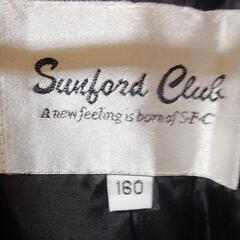 Sunford Club
A new feeling is born of S·F·C
160